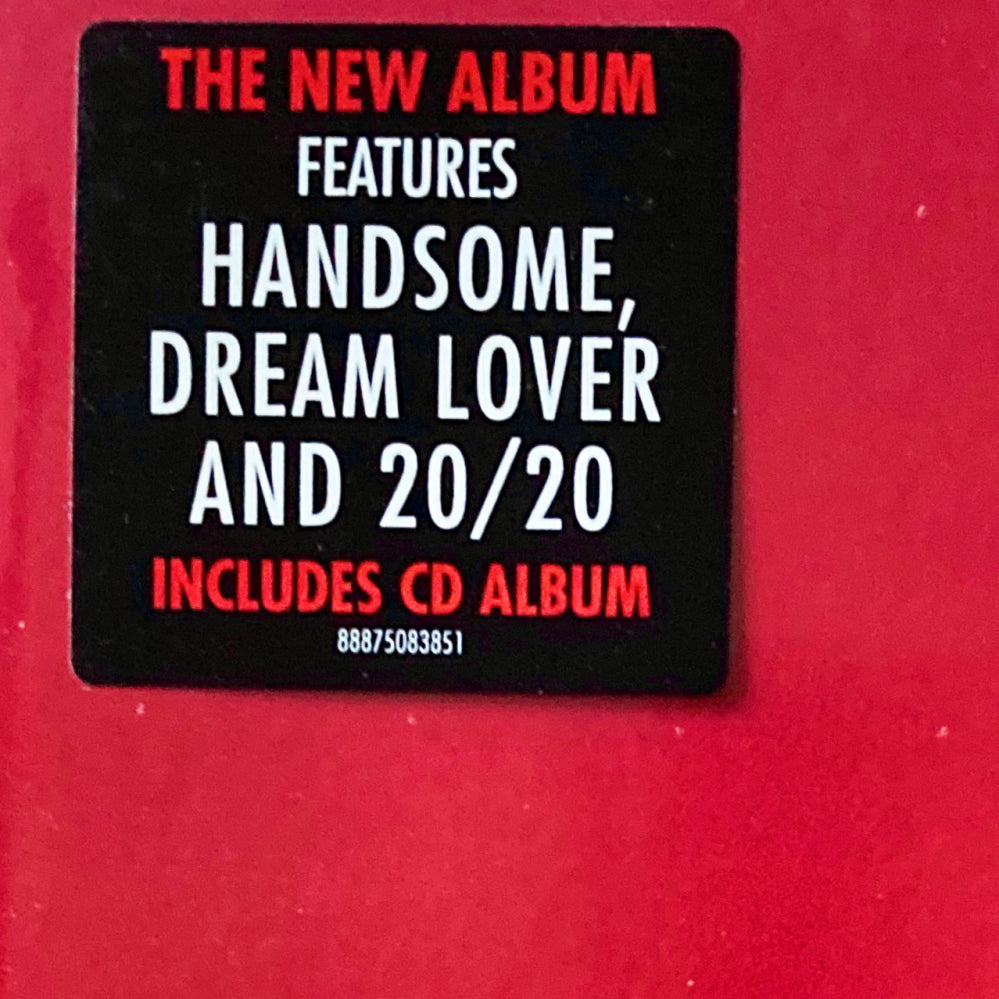 THE NEW ALBUM
FEATURES
HANDSOME,
DREAM LOVER
AND 20/20
INCLUDES CD ALBUM
88875083851